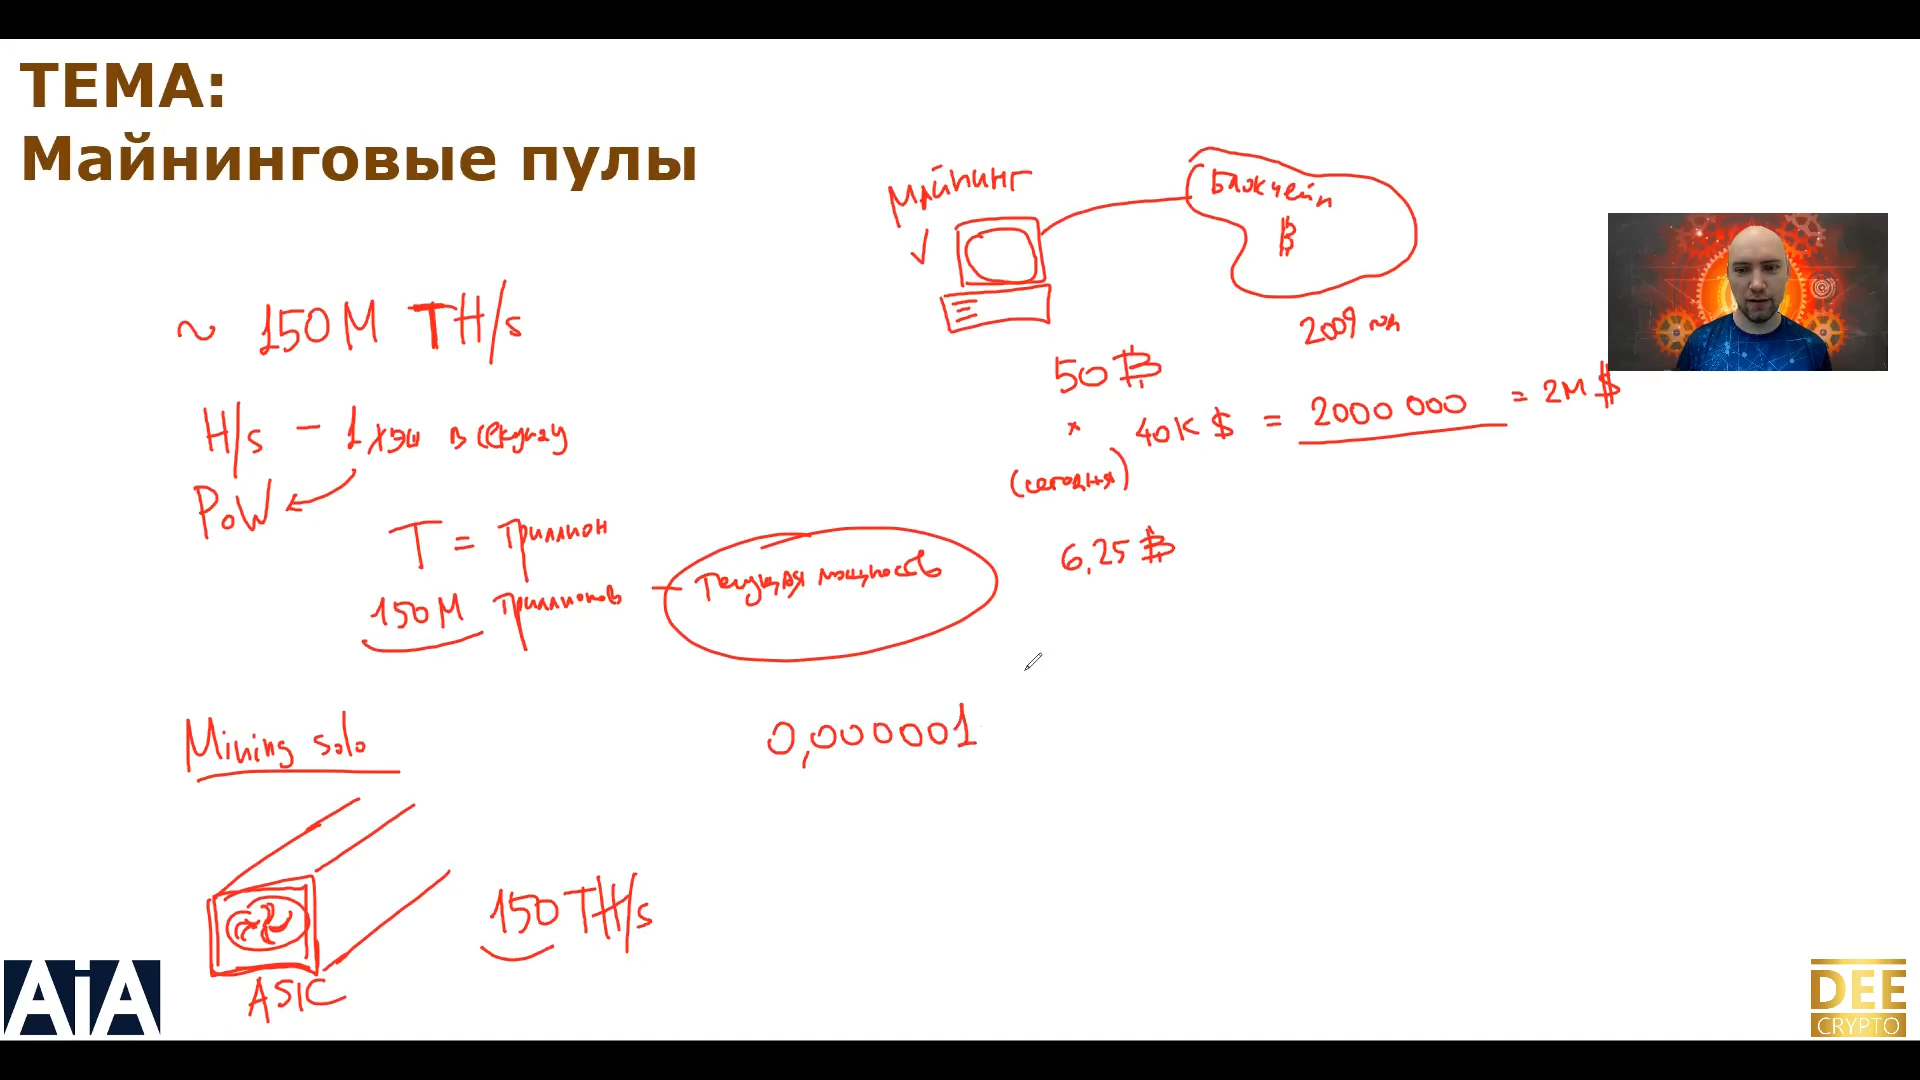 ТЕМА:
Майнинговые пулы
МАЙНИНГ
Блокчейн
₿
2009 год
~ 150M TH/s
H/s - 1 хэш в секунду
PoW
T = Триллион
150M Триллионов - Текущая мощность
50 ₿
× 40K $ = 2000 000 = 2M $
(сегодня)
6,25 ₿
Mining solo
0,000001
150 TH/s
ASIC
AiA
DEE
CRYPTO